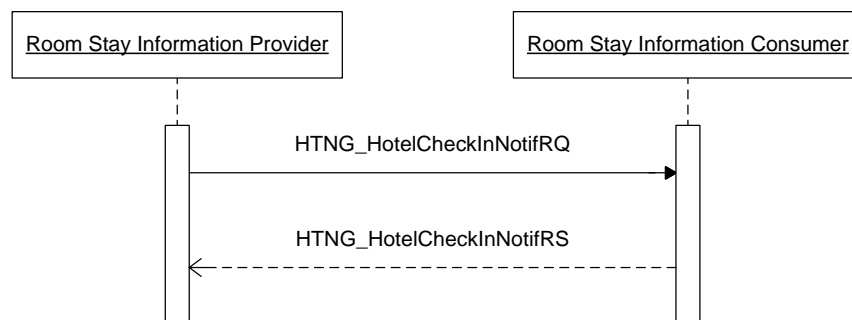 Room Stay Information Provider
Room Stay Information Consumer
HTNG_HotelCheckInNotifRQ
HTNG_HotelCheckInNotifRS